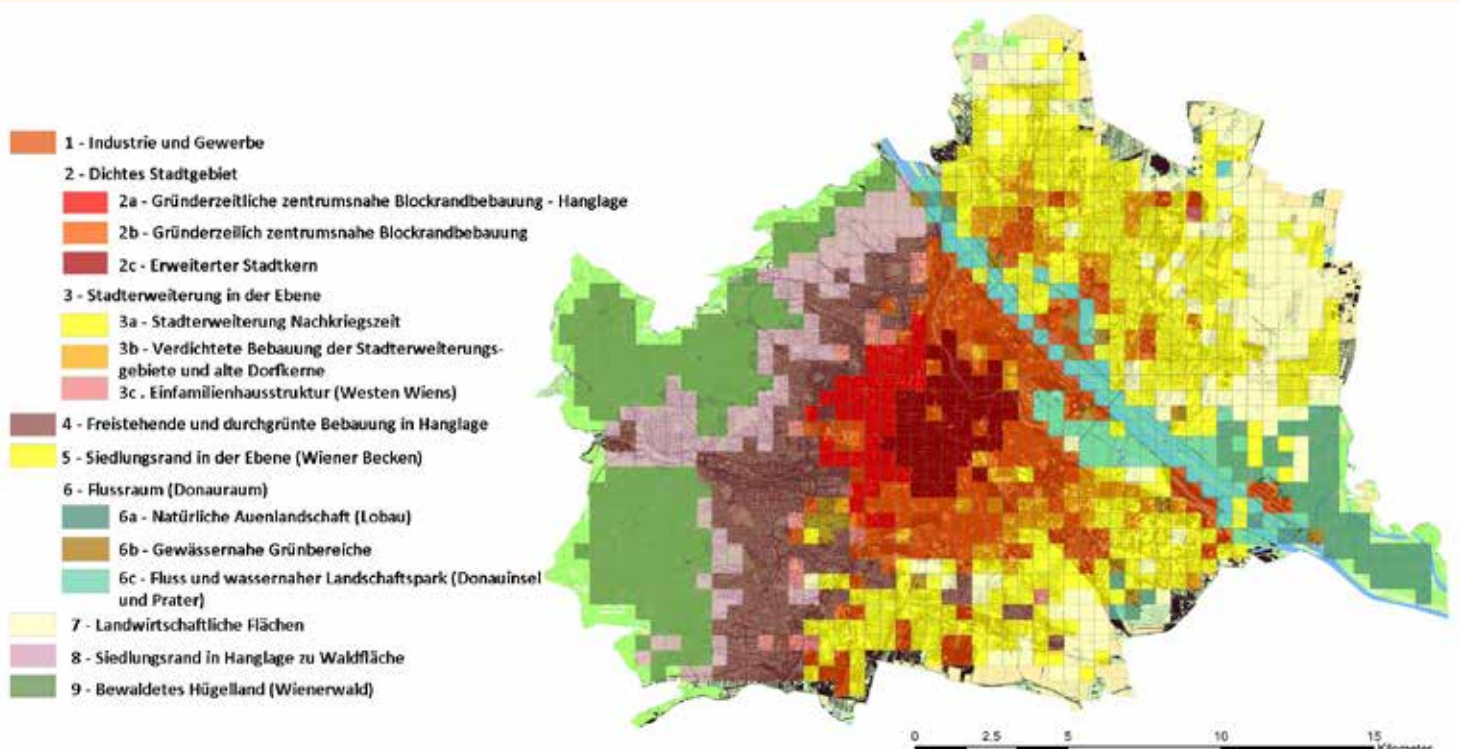 1 - Industrie und Gewerbe
2 - Dichtes Stadtgebiet
2a - Gründerzeitliche zentrumsnahe Blockrandbebauung - Hanglage
2b - Gründerzeilich zentrumsnahe Blockrandbebauung
2c - Erweiterter Stadtkern
3 - Stadterweiterung in der Ebene
3a - Stadterweiterung Nachkriegszeit
3b - Verdichtete Bebauung der Stadterweiterungs-
gebiete und alte Dorfkerne
3c . Einfamilienhausstruktur (Westen Wiens)
4 - Freistehende und durchgrünte Bebauung in Hanglage
5 - Siedlungsrand in der Ebene (Wiener Becken)
6 - Flussraum (Donauraum)
6a - Natürliche Auenlandschaft (Lobau)
6b - Gewässernahe Grünbereiche
6c - Fluss und wassernaher Landschaftspark (Donauinsel
und Prater)
7 - Landwirtschaftliche Flächen
8 - Siedlungsrand in Hanglage zu Waldfläche
9 - Bewaldetes Hügelland (Wienerwald)
0 2.5 5 10 15
Kilometer